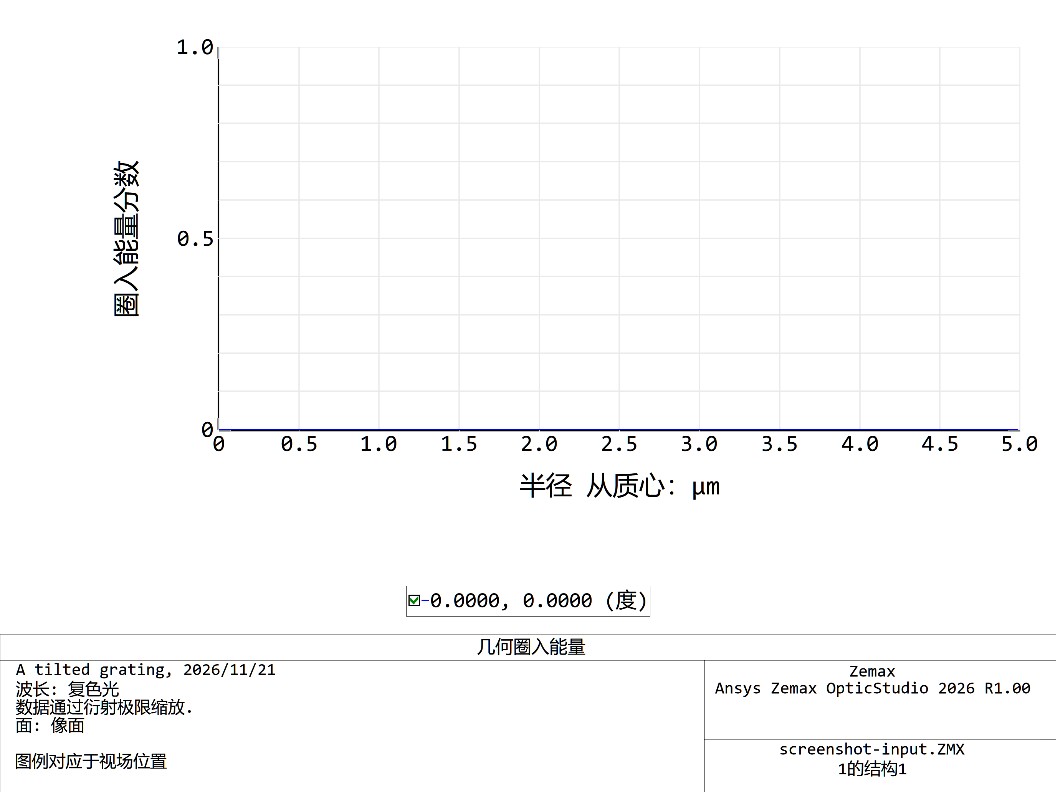 1.0
0.5
0
圈入能量分数
0 0.5 1.0 1.5 2.0 2.5 3.0 3.5 4.0 4.5 5.0
半径 从质心: µm
-0.0000, 0.0000 (度)
几何圈入能量
A tilted grating, 2026/11/21
波长: 复色光
数据通过衍射极限缩放.
面: 像面
图例对应于视场位置
Zemax
Ansys Zemax OpticStudio 2026 R1.00
screenshot-input.ZMX
1的结构1